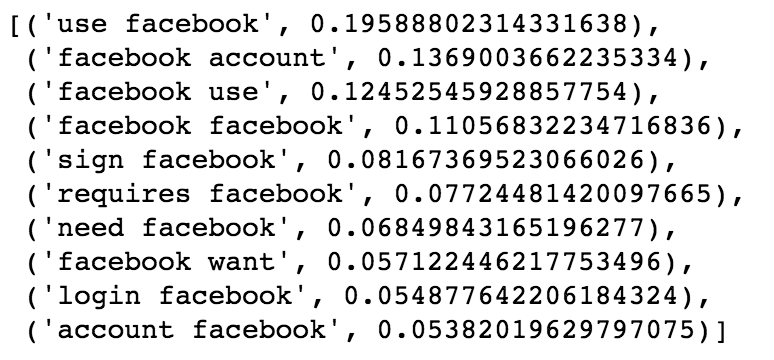 [('use facebook', 0.19588802314331638),
('facebook account', 0.1369003662235334),
('facebook use', 0.12452545928857754),
('facebook facebook', 0.11056832234716836),
('sign facebook', 0.08167369523066026),
('requires facebook', 0.07724481420097665),
('need facebook', 0.06849843165196277),
('facebook want', 0.057122446217753496),
('login facebook', 0.054877642206184324),
('account facebook', 0.05382019629797075)]